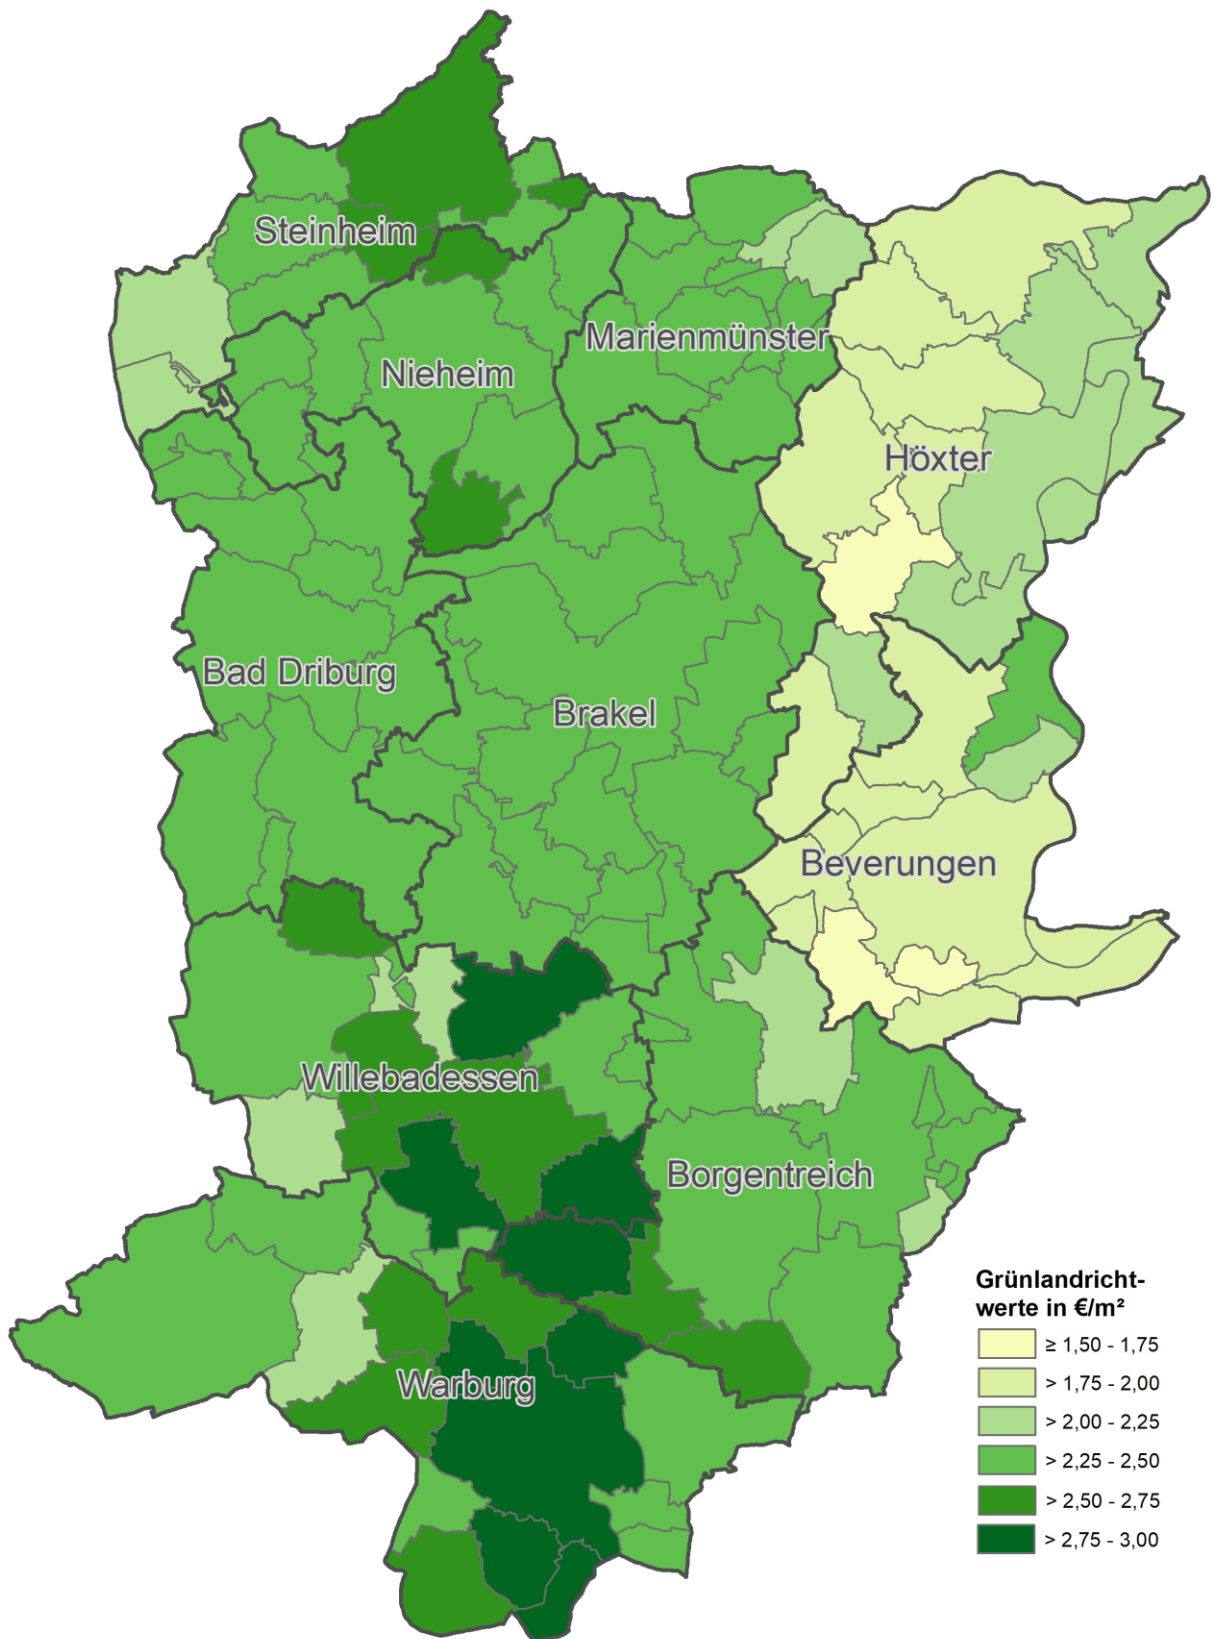 Steinheim
Marienmünster
Nieheim
Höxter
Bad Driburg
Brakel
Beverungen
Willebadessen
Borgentreich
Warburg
Grünlandricht-
werte in €/m²
≥ 1,50 - 1,75
> 1,75 - 2,00
> 2,00 - 2,25
> 2,25 - 2,50
> 2,50 - 2,75
> 2,75 - 3,00